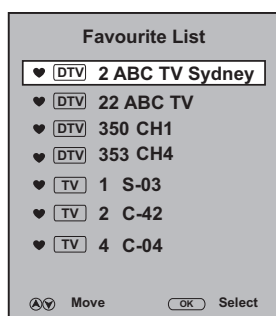 Favourite List
DTV 2 ABC TV Sydney
DTV 22 ABC TV
DTV 350 CH1
DTV 353 CH4
TV 1 S-03
TV 2 C-42
TV 4 C-04
Move OK Select